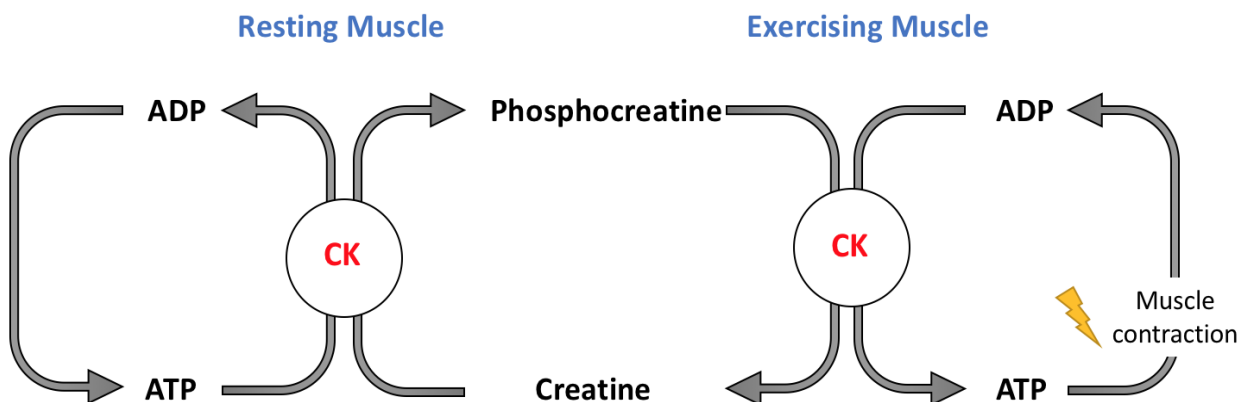 Resting Muscle
Exercising Muscle
ADP
Phosphocreatine
ADP
CK
CK
Muscle
contraction
ATP
Creatine
ATP